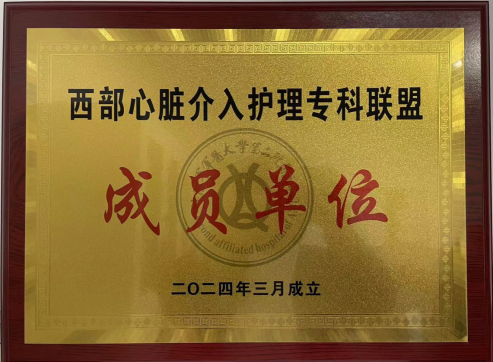 西部心脏介入护理专科联盟
成员单位
二〇二四年三月成立